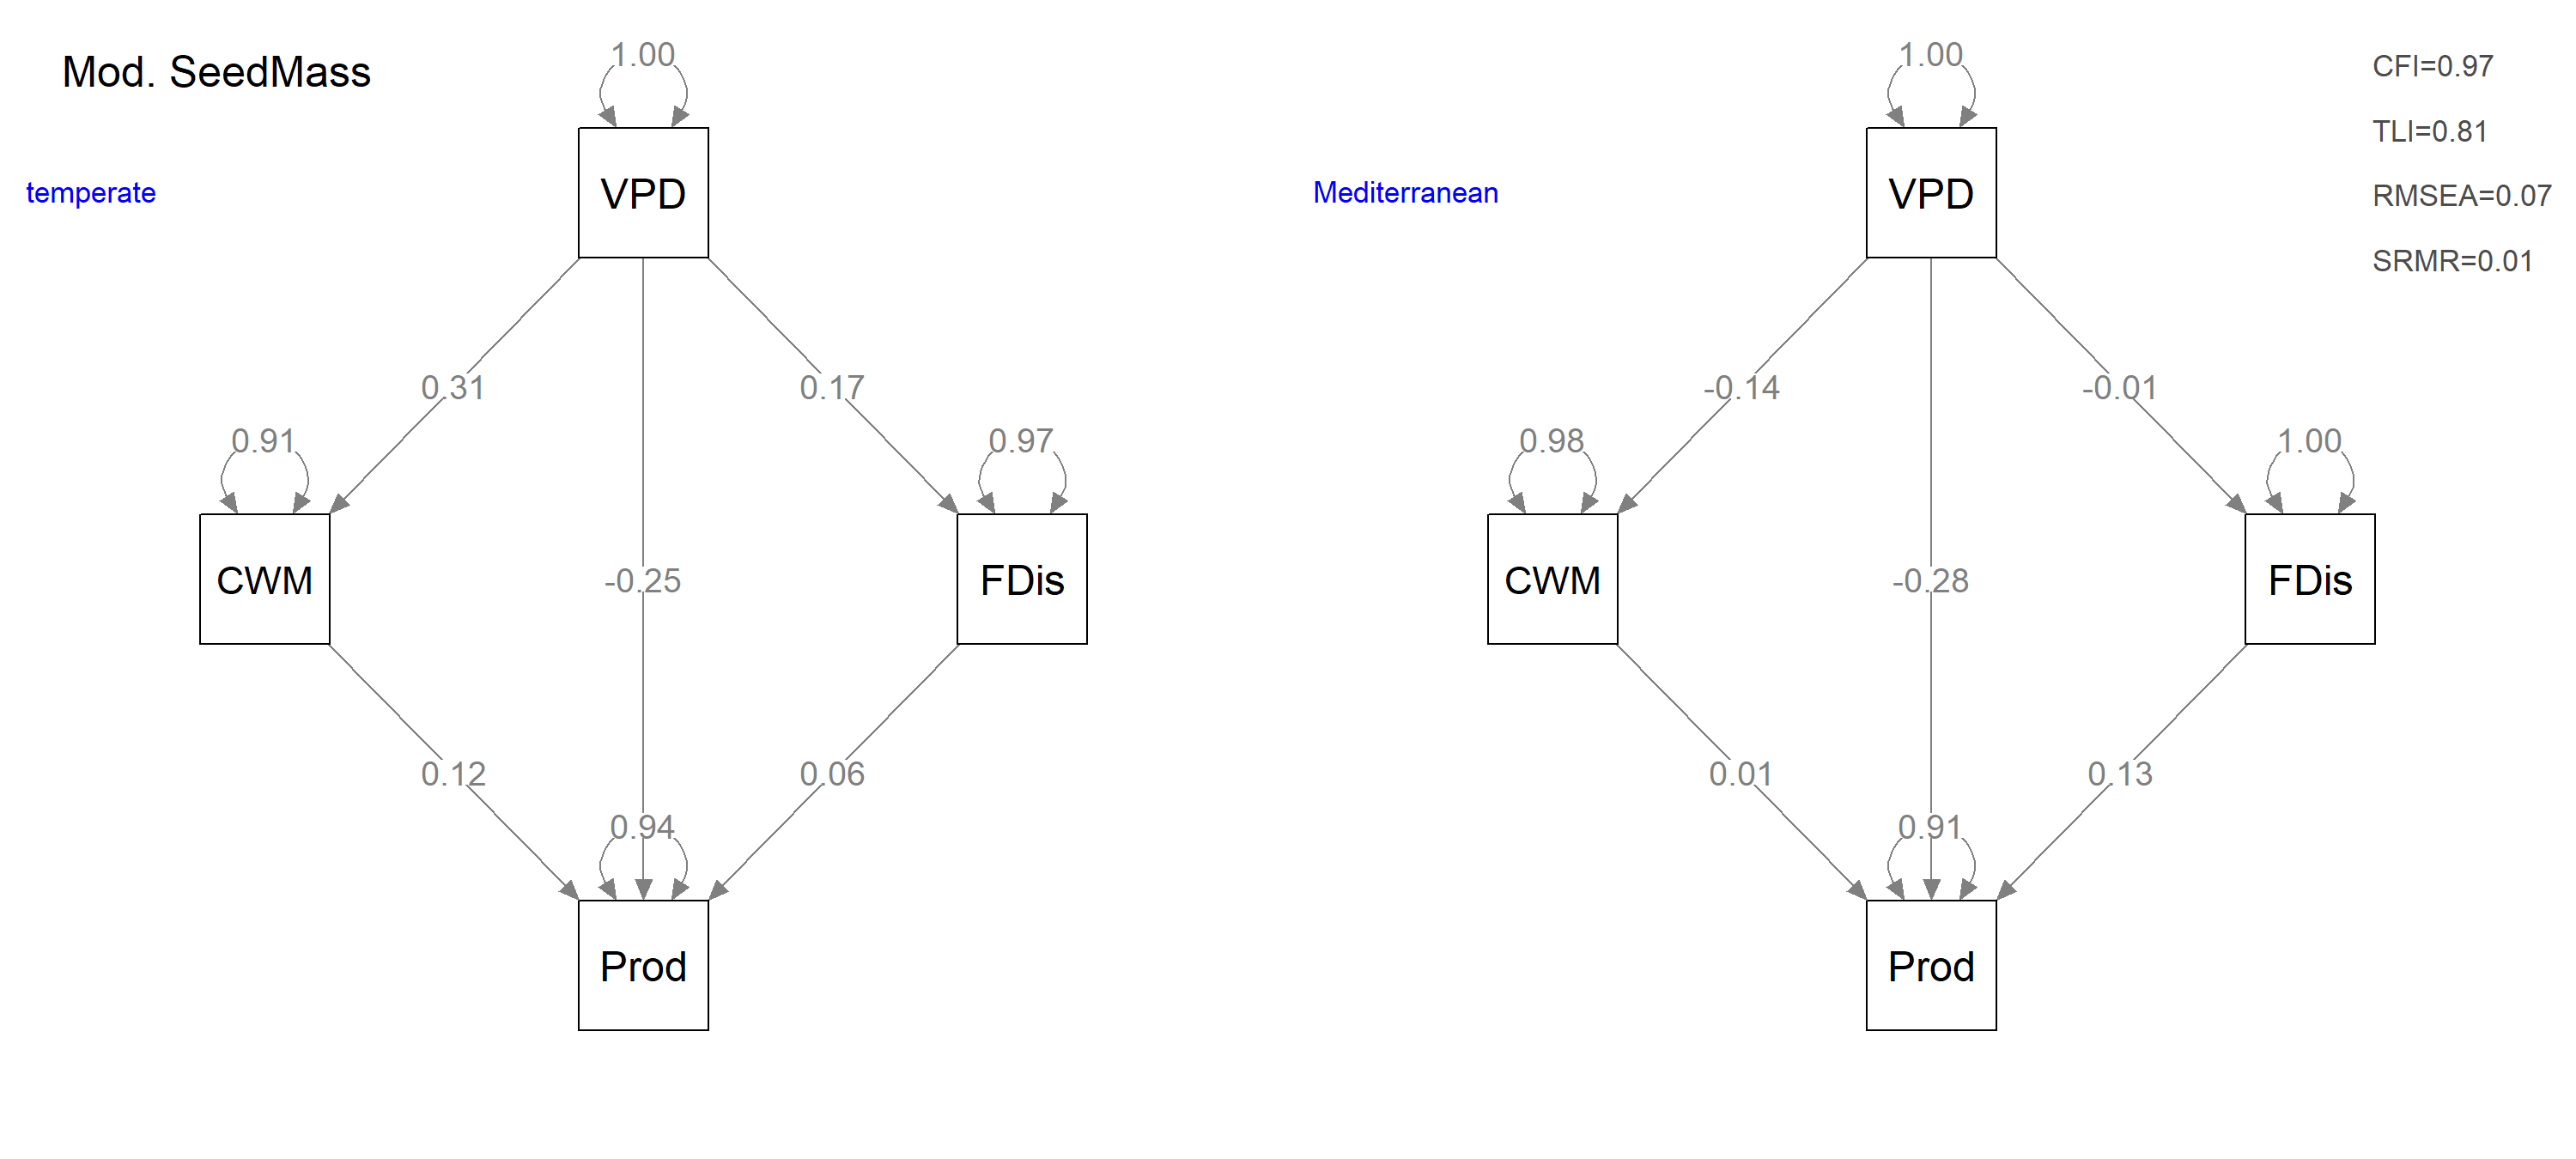 Mod. SeedMass
temperate
1.00
VPD
0.31
0.17
0.91
0.97
CWM
-0.25
FDis
0.12
0.06
0.94
Prod
Mediterranean
1.00
VPD
-0.14
-0.01
0.98
1.00
CWM
-0.28
FDis
0.01
0.13
0.91
Prod
CFI=0.97
TLI=0.81
RMSEA=0.07
SRMR=0.01